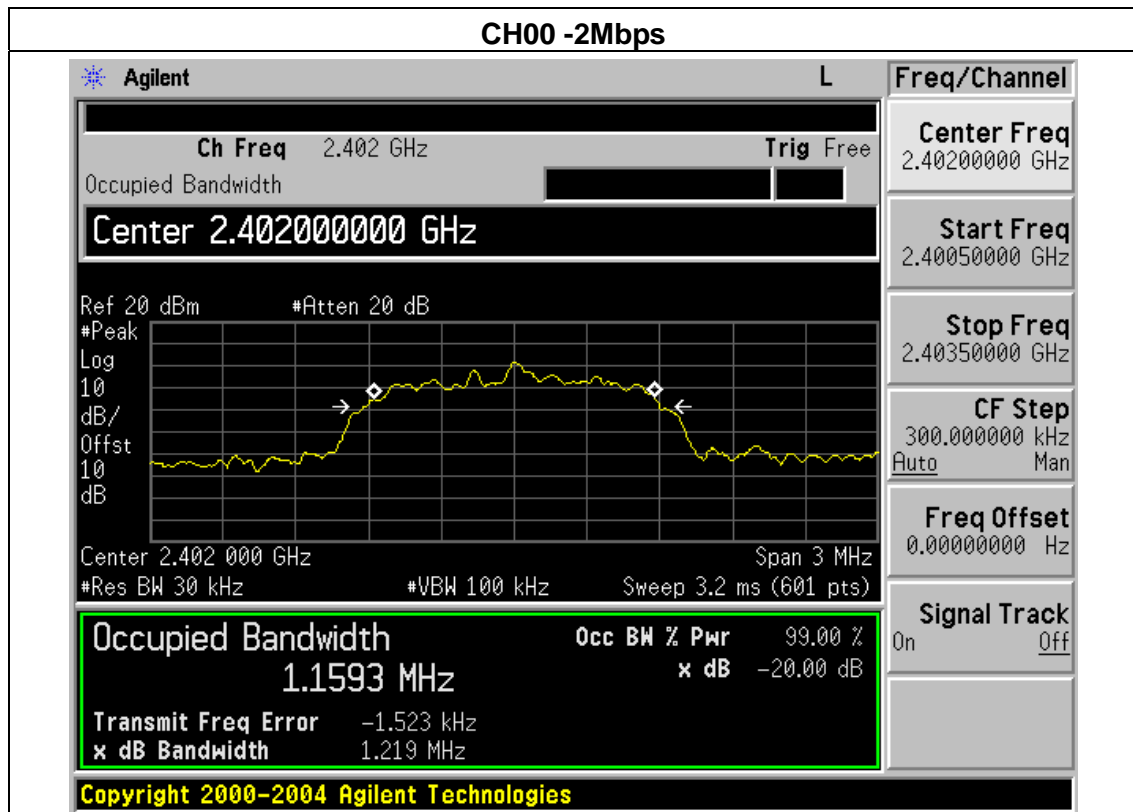 CH00 -2Mbps
Agilent L Freq/Channel
Ch Freq 2.402 GHz Trig Free
Occupied Bandwidth
Center 2.402000000 GHz
Ref 20 dBm #Atten 20 dB
#Peak
Log
10
dB/
Offst
10
dB
Center 2.402 000 GHz Span 3 MHz
#Res BW 30 kHz #VBW 100 kHz Sweep 3.2 ms (601 pts)
Occupied Bandwidth Occ BW % Pwr 99.00 %
1.1593 MHz x dB -20.00 dB
Transmit Freq Error -1.523 kHz
x dB Bandwidth 1.219 MHz
Copyright 2000-2004 Agilent Technologies
Center Freq
2.40200000 GHz
Start Freq
2.40050000 GHz
Stop Freq
2.40350000 GHz
CF Step
300.000000 kHz
Auto Man
Freq Offset
0.00000000 Hz
Signal Track
On Off